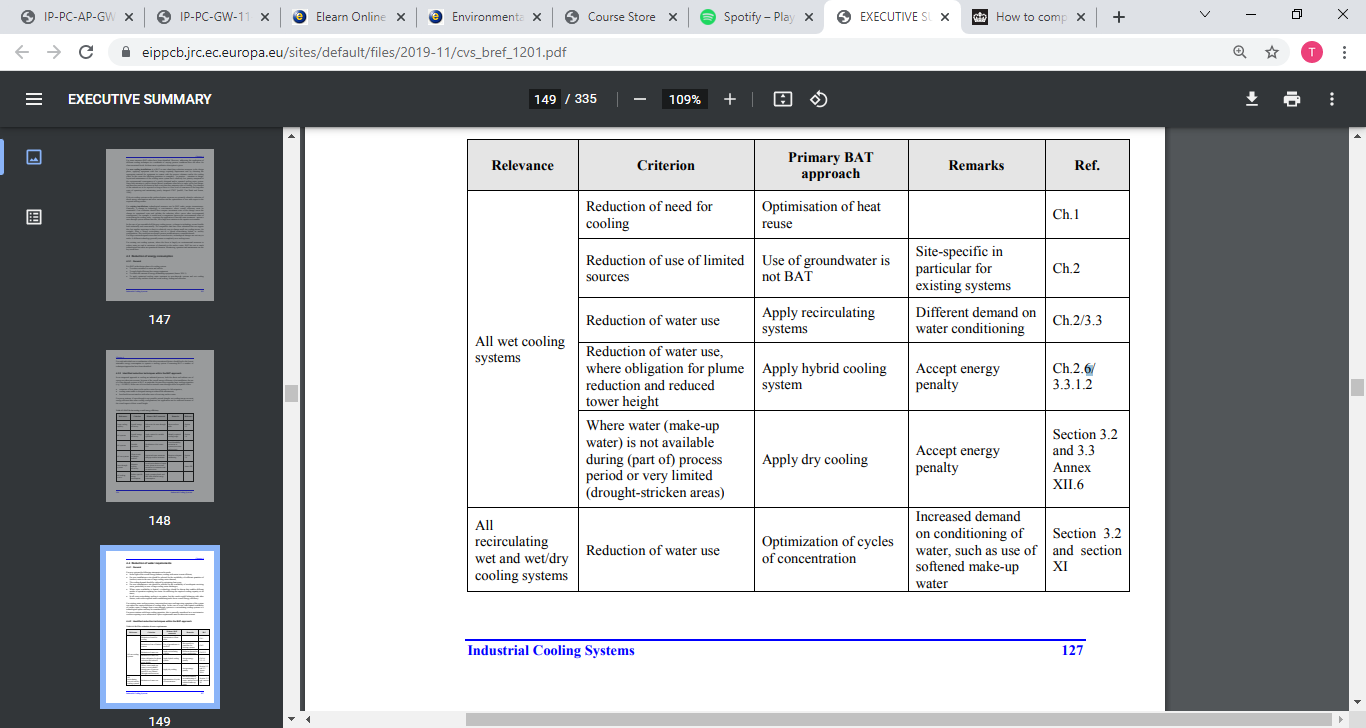 IP-PC-AP-GW
IP-PC-GW-11
Elearn Online
Environmenta
Course Store
Spotify – Play
EXECUTIVE SU
How to comp
eippcb.jrc.ec.europa.eu/sites/default/files/2019-11/cvs_bref_1201.pdf
T
EXECUTIVE SUMMARY
149 / 335
109%
147
148
149
Relevance
Criterion
Primary BAT
approach
Remarks
Ref.
All wet cooling
systems
Reduction of need for
cooling
Optimisation of heat
reuse
Ch.1
Reduction of use of limited
sources
Use of groundwater is
not BAT
Site-specific in
particular for
existing systems
Ch.2
Reduction of water use
Apply recirculating
systems
Different demand on
water conditioning
Ch.2/3.3
Reduction of water use,
where obligation for plume
reduction and reduced
tower height
Apply hybrid cooling
system
Accept energy
penalty
Ch.2.6/
3.3.1.2
Where water (make-up
water) is not available
during (part of) process
period or very limited
(drought-stricken areas)
Apply dry cooling
Accept energy
penalty
Section 3.2
and 3.3
Annex
XII.6
All
recirculating
wet and wet/dry
cooling systems
Reduction of water use
Optimization of cycles
of concentration
Increased demand
on conditioning of
water, such as use of
softened make-up
water
Section 3.2
and section
XI
Industrial Cooling Systems
127